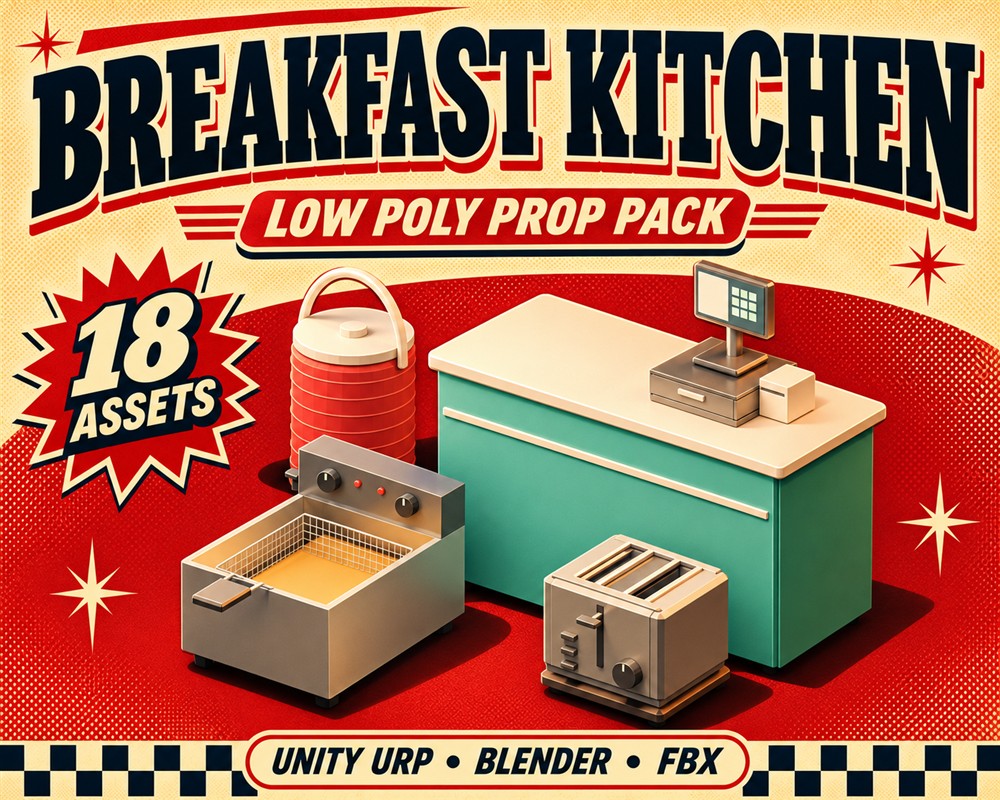 BREAKFAST KITCHEN
LOW POLY PROP PACK
18
ASSETS
UNITY URP • BLENDER • FBX